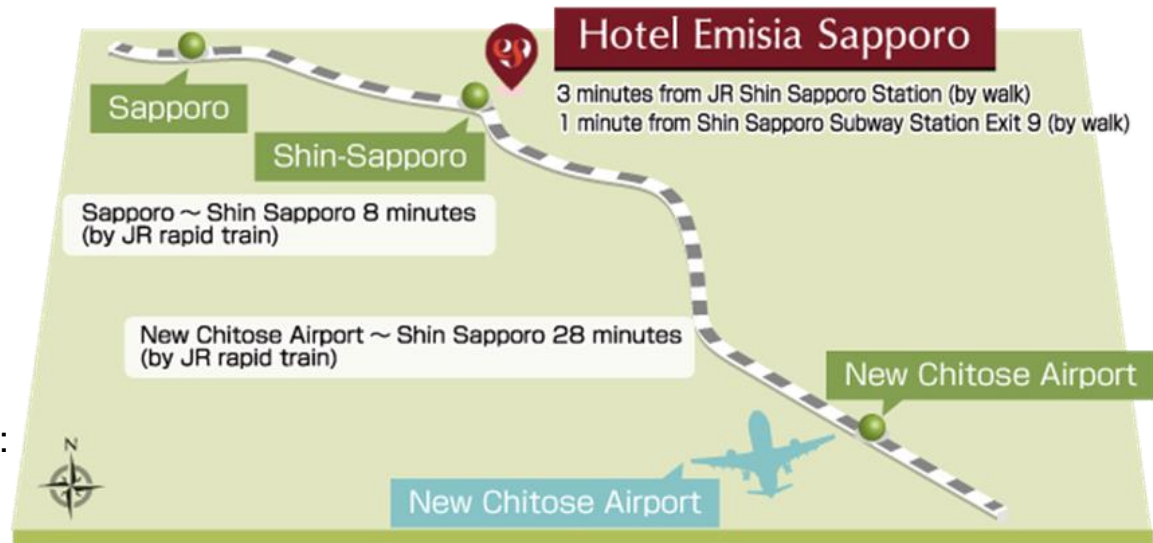 Hotel Emisia Sapporo
3 minutes from JR Shin Sapporo Station (by walk)
1 minute from Shin Sapporo Subway Station Exit 9 (by walk)
Sapporo
Shin-Sapporo
Sapporo ~ Shin Sapporo 8 minutes
(by JR rapid train)
New Chitose Airport ~ Shin Sapporo 28 minutes
(by JR rapid train)
New Chitose Airport
:
N
New Chitose Airport